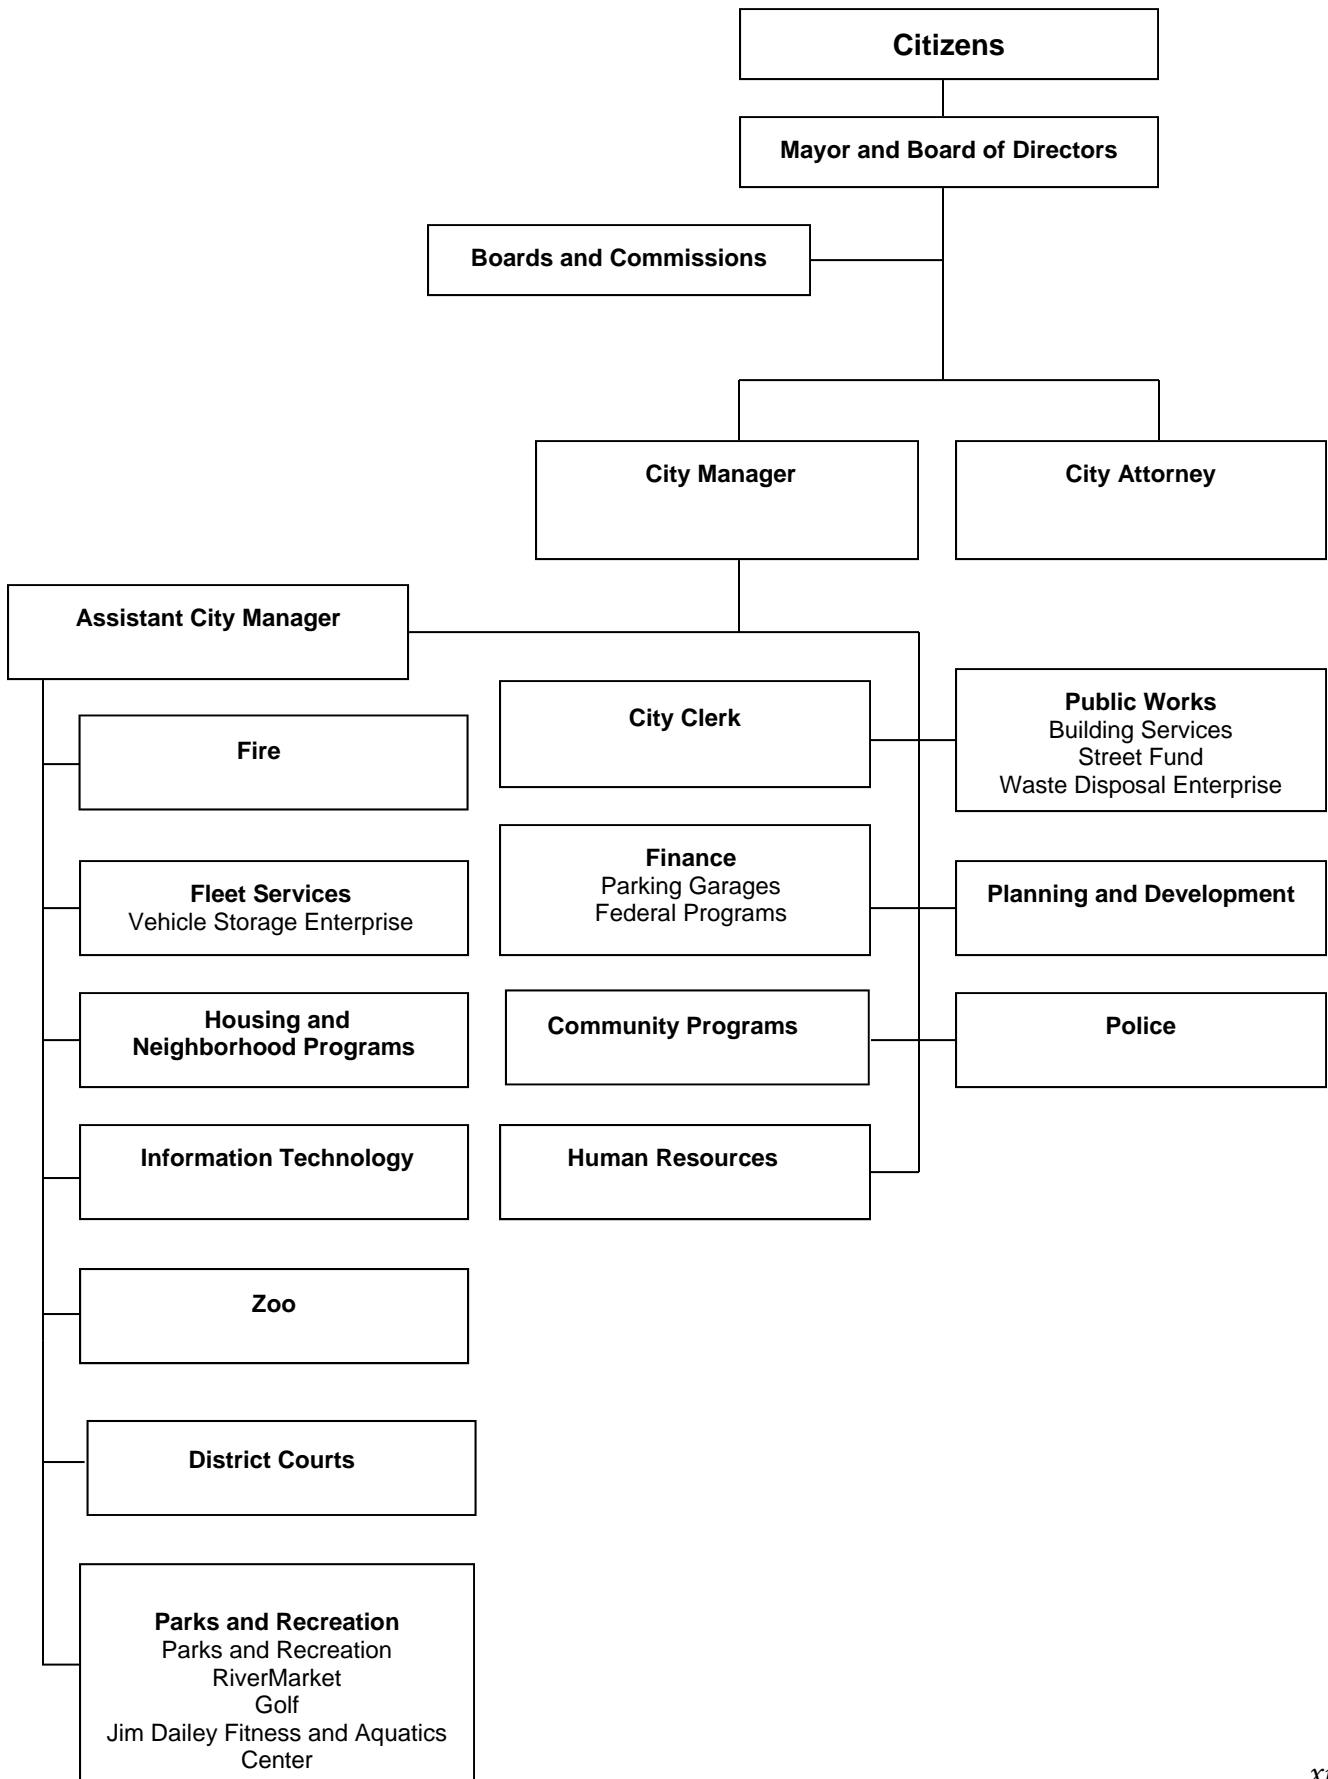 Citizens
Mayor and Board of Directors
Boards and Commissions
City Manager
City Attorney
Assistant City Manager
Fire
Fleet Services
Vehicle Storage Enterprise
Housing and
Neighborhood Programs
Information Technology
Zoo
District Courts
Parks and Recreation
Parks and Recreation
RiverMarket
Golf
Jim Dailey Fitness and Aquatics
Center
City Clerk
Finance
Parking Garages
Federal Programs
Community Programs
Human Resources
Public Works
Building Services
Street Fund
Waste Disposal Enterprise
Planning and Development
Police